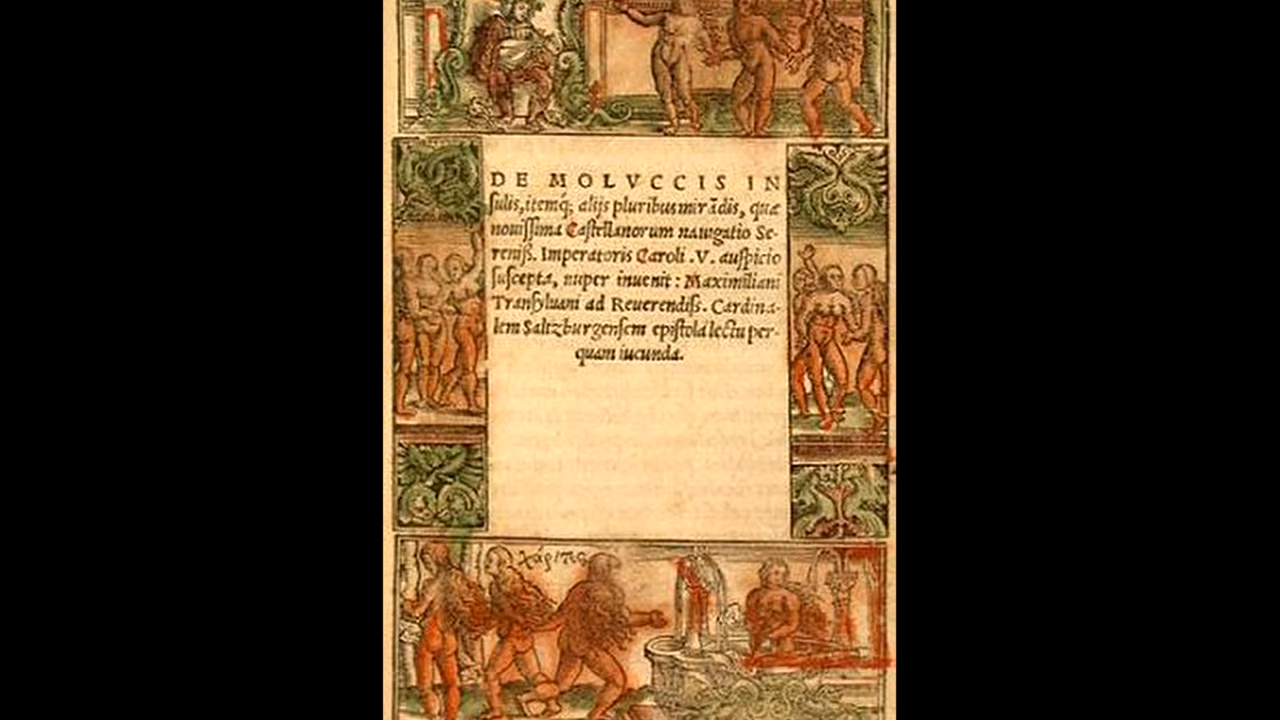 DE MOLVCCIS IN
ſulis, itemq́; alijs pluribus mirãdis, quæ
nouiſſima Caſtellanorum nauigatio Se-
reniſs. Imperatoris Caroli .V. auſpicio
ſuſcepta, nuper inuenit: Maximiliani
Tranſyluani ad Reuerendiſs. Cardina-
lem Saltzburgenſem epiſtola lectu per-
quam iucunda.
χάριτες